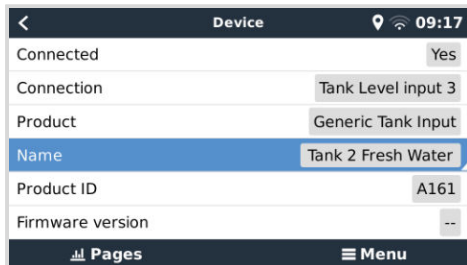 Device 09:17
Connected Yes
Connection Tank Level input 3
Product Generic Tank Input
Name Tank 2 Fresh Water
Product ID A161
Firmware version --
Pages Menu